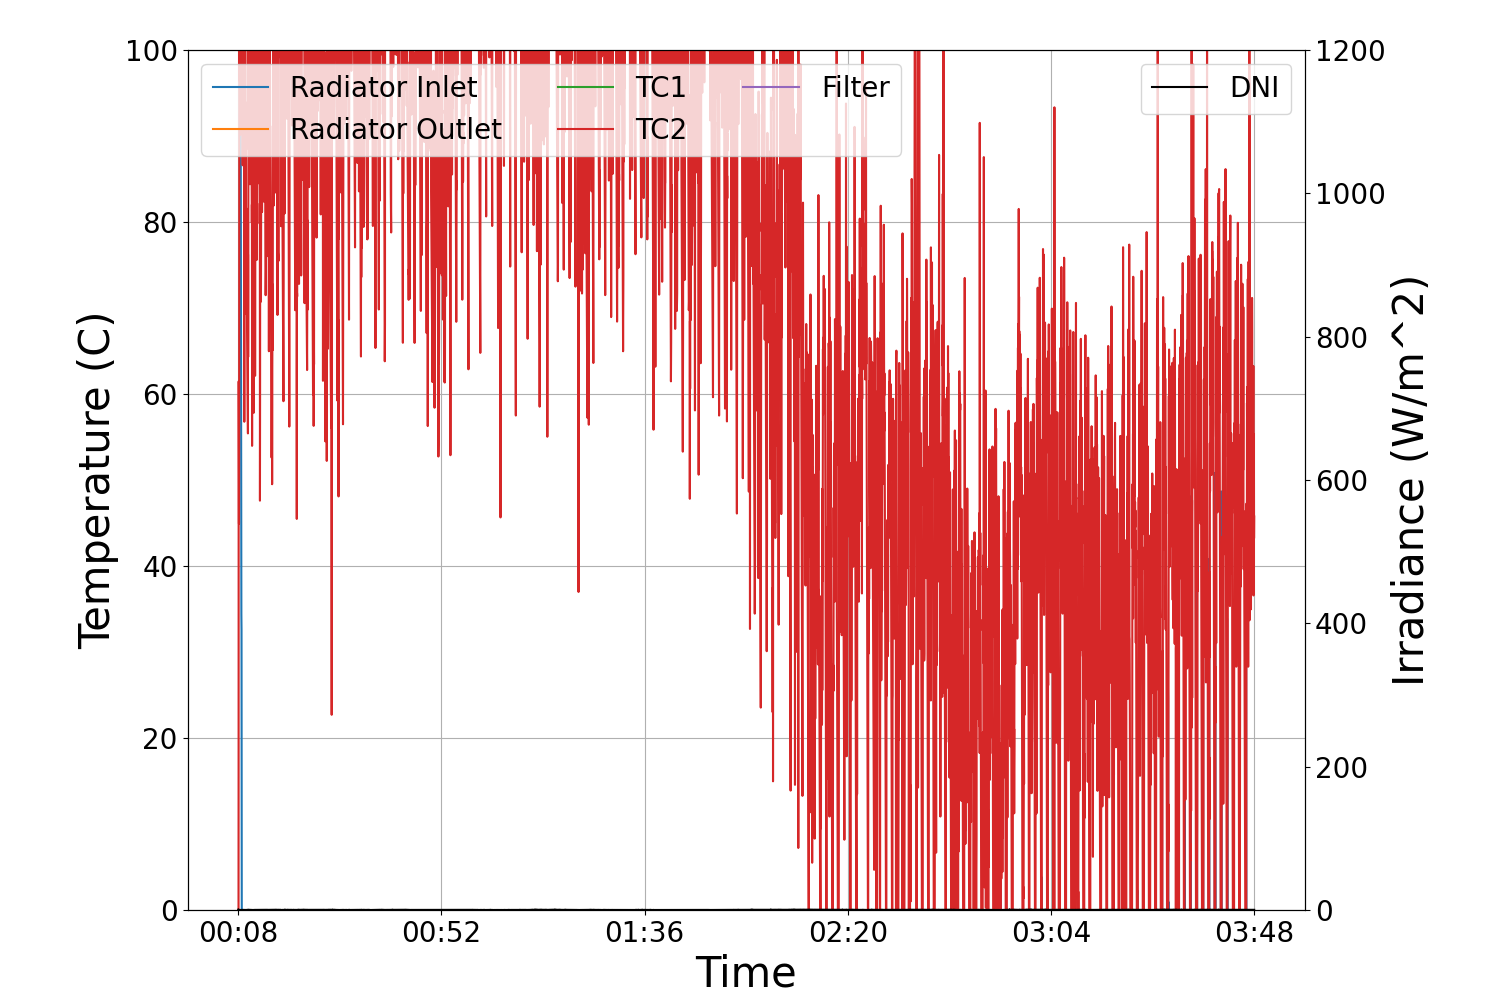 100
80
60
40
20
0
Temperature (C)
Radiator Inlet
Radiator Outlet
TC1
TC2
Filter
DNI
1200
1000
800
600
400
200
0
Irradiance (W/m^2)
00:08
00:52
01:36
02:20
03:04
03:48
Time